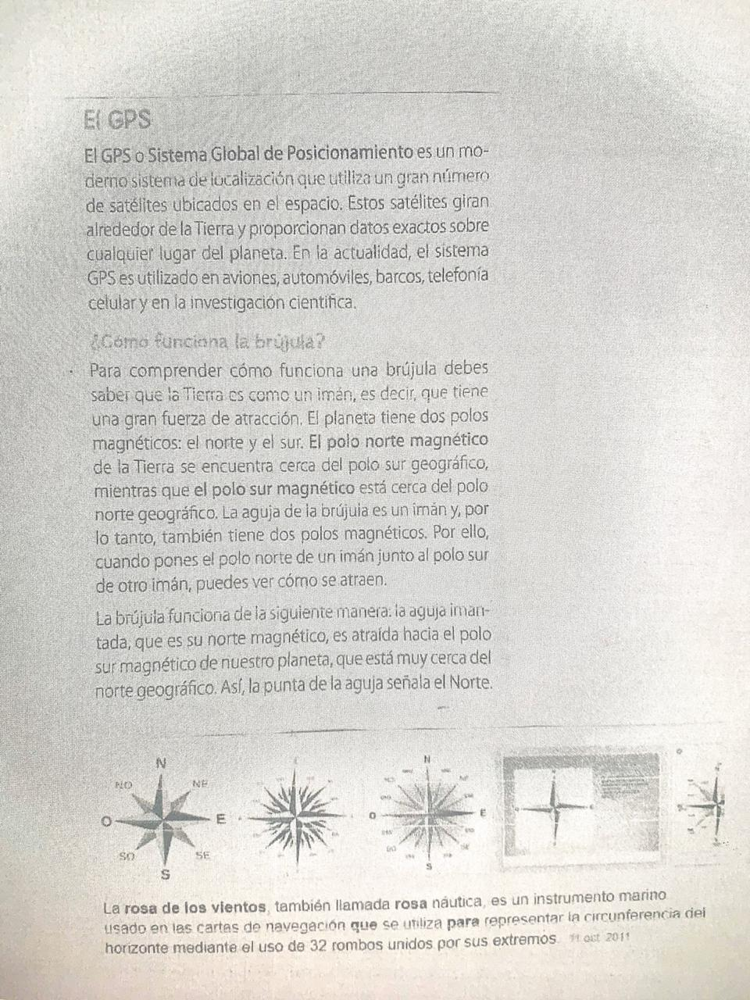 El GPS
El GPS o Sistema Global de Posicionamiento es un mo-
derno sistema de localización que utiliza un gran número
de satélites ubicados en el espacio. Estos satélites giran
alrededor de la Tierra y proporcionan datos exactos sobre
cualquier lugar del planeta. En la actualidad, el sistema
GPS es utilizado en aviones, automóviles, barcos, telefonía
celular y en la investigación científica.
¿Cómo funciona la brújula?
Para comprender cómo funciona una brújula debes
saber que la Tierra es como un imán, es decir, que tiene
una gran fuerza de atracción. El planeta tiene dos polos
magnéticos: el norte y el sur. El polo norte magnético
de la Tierra se encuentra cerca del polo sur geográfico,
mientras que el polo sur magnético está cerca del polo
norte geográfico. La aguja de la brújula es un imán y, por
lo tanto, también tiene dos polos magnéticos. Por ello,
cuando pones el polo norte de un imán junto al polo sur
de otro imán, puedes ver cómo se atraen.
La brújula funciona de la siguiente manera: la aguja iman-
tada, que es su norte magnético, es atraída hacia el polo
sur magnético de nuestro planeta, que está muy cerca del
norte geográfico. Así, la punta de la aguja señala el Norte.
N N
NO NE
O E O E
SO SE
S S
La rosa de los vientos, también llamada rosa náutica, es un instrumento marino
usado en las cartas de navegación que se utiliza para representar la circunferencia del
horizonte mediante el uso de 32 rombos unidos por sus extremos. 11 oct. 2011